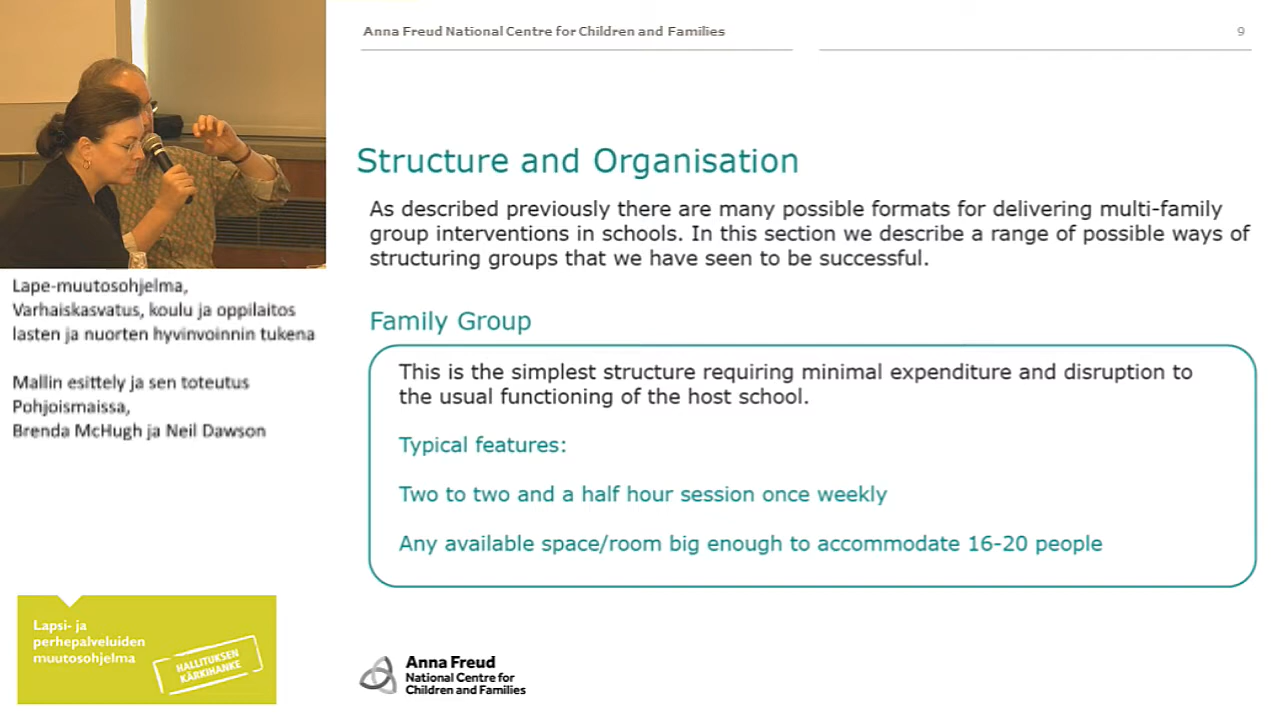 Anna Freud National Centre for Children and Families
9
Structure and Organisation
As described previously there are many possible formats for delivering multi-family
group interventions in schools. In this section we describe a range of possible ways of
structuring groups that we have seen to be successful.
Family Group
This is the simplest structure requiring minimal expenditure and disruption to
the usual functioning of the host school.
Typical features:
Two to two and a half hour session once weekly
Any available space/room big enough to accommodate 16-20 people
Lape-muutosohjelma,
Varhaiskasvatus, koulu ja oppilaitos
lasten ja nuorten hyvinvoinnin tukena
Mallin esittely ja sen toteutus
Pohjoismaissa,
Brenda McHugh ja Neil Dawson
Lapsi- ja
perhepalveluiden
muutosohjelma
HALLITUKSEN
KÄRKIHANKE
Anna Freud
National Centre for
Children and Families